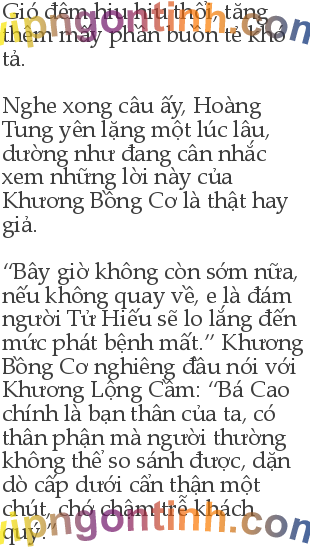 Gió đêm hiu hiu thổi, tăng
thêm mấy phần buồn tẻ khó
tả.
Nghe xong câu ấy, Hoàng
Tung yên lặng một lúc lâu,
dường như đang cân nhắc
xem những lời này của
Khương Bồng Cơ là thật hay
giả.
“Bây giờ không còn sớm nữa,
nếu không quay về, e là đám
người Tử Hiếu sẽ lo lắng đến
mức phát bệnh mất.” Khương
Bồng Cơ nghiêng đầu nói với
Khương Lộng Cầm: “Bá Cao
chính là bạn thân của ta, có
thân phận mà người thường
không thể so sánh được, dặn
dò cấp dưới cẩn thận một
chút, chớ chậm trễ khách
quý.”
vipngontinh.com
vipngontinh.com